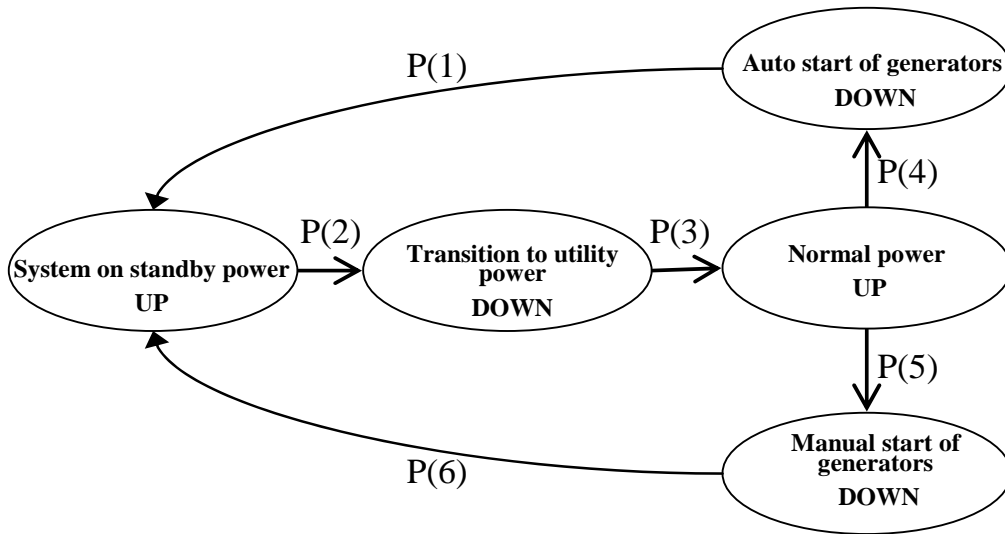 P(1)
Auto start of generators
DOWN
P(4)
P(2)
P(3)
System on standby power
UP
Transition to utility
power
DOWN
Normal power
UP
P(5)
P(6)
Manual start of
generators
DOWN